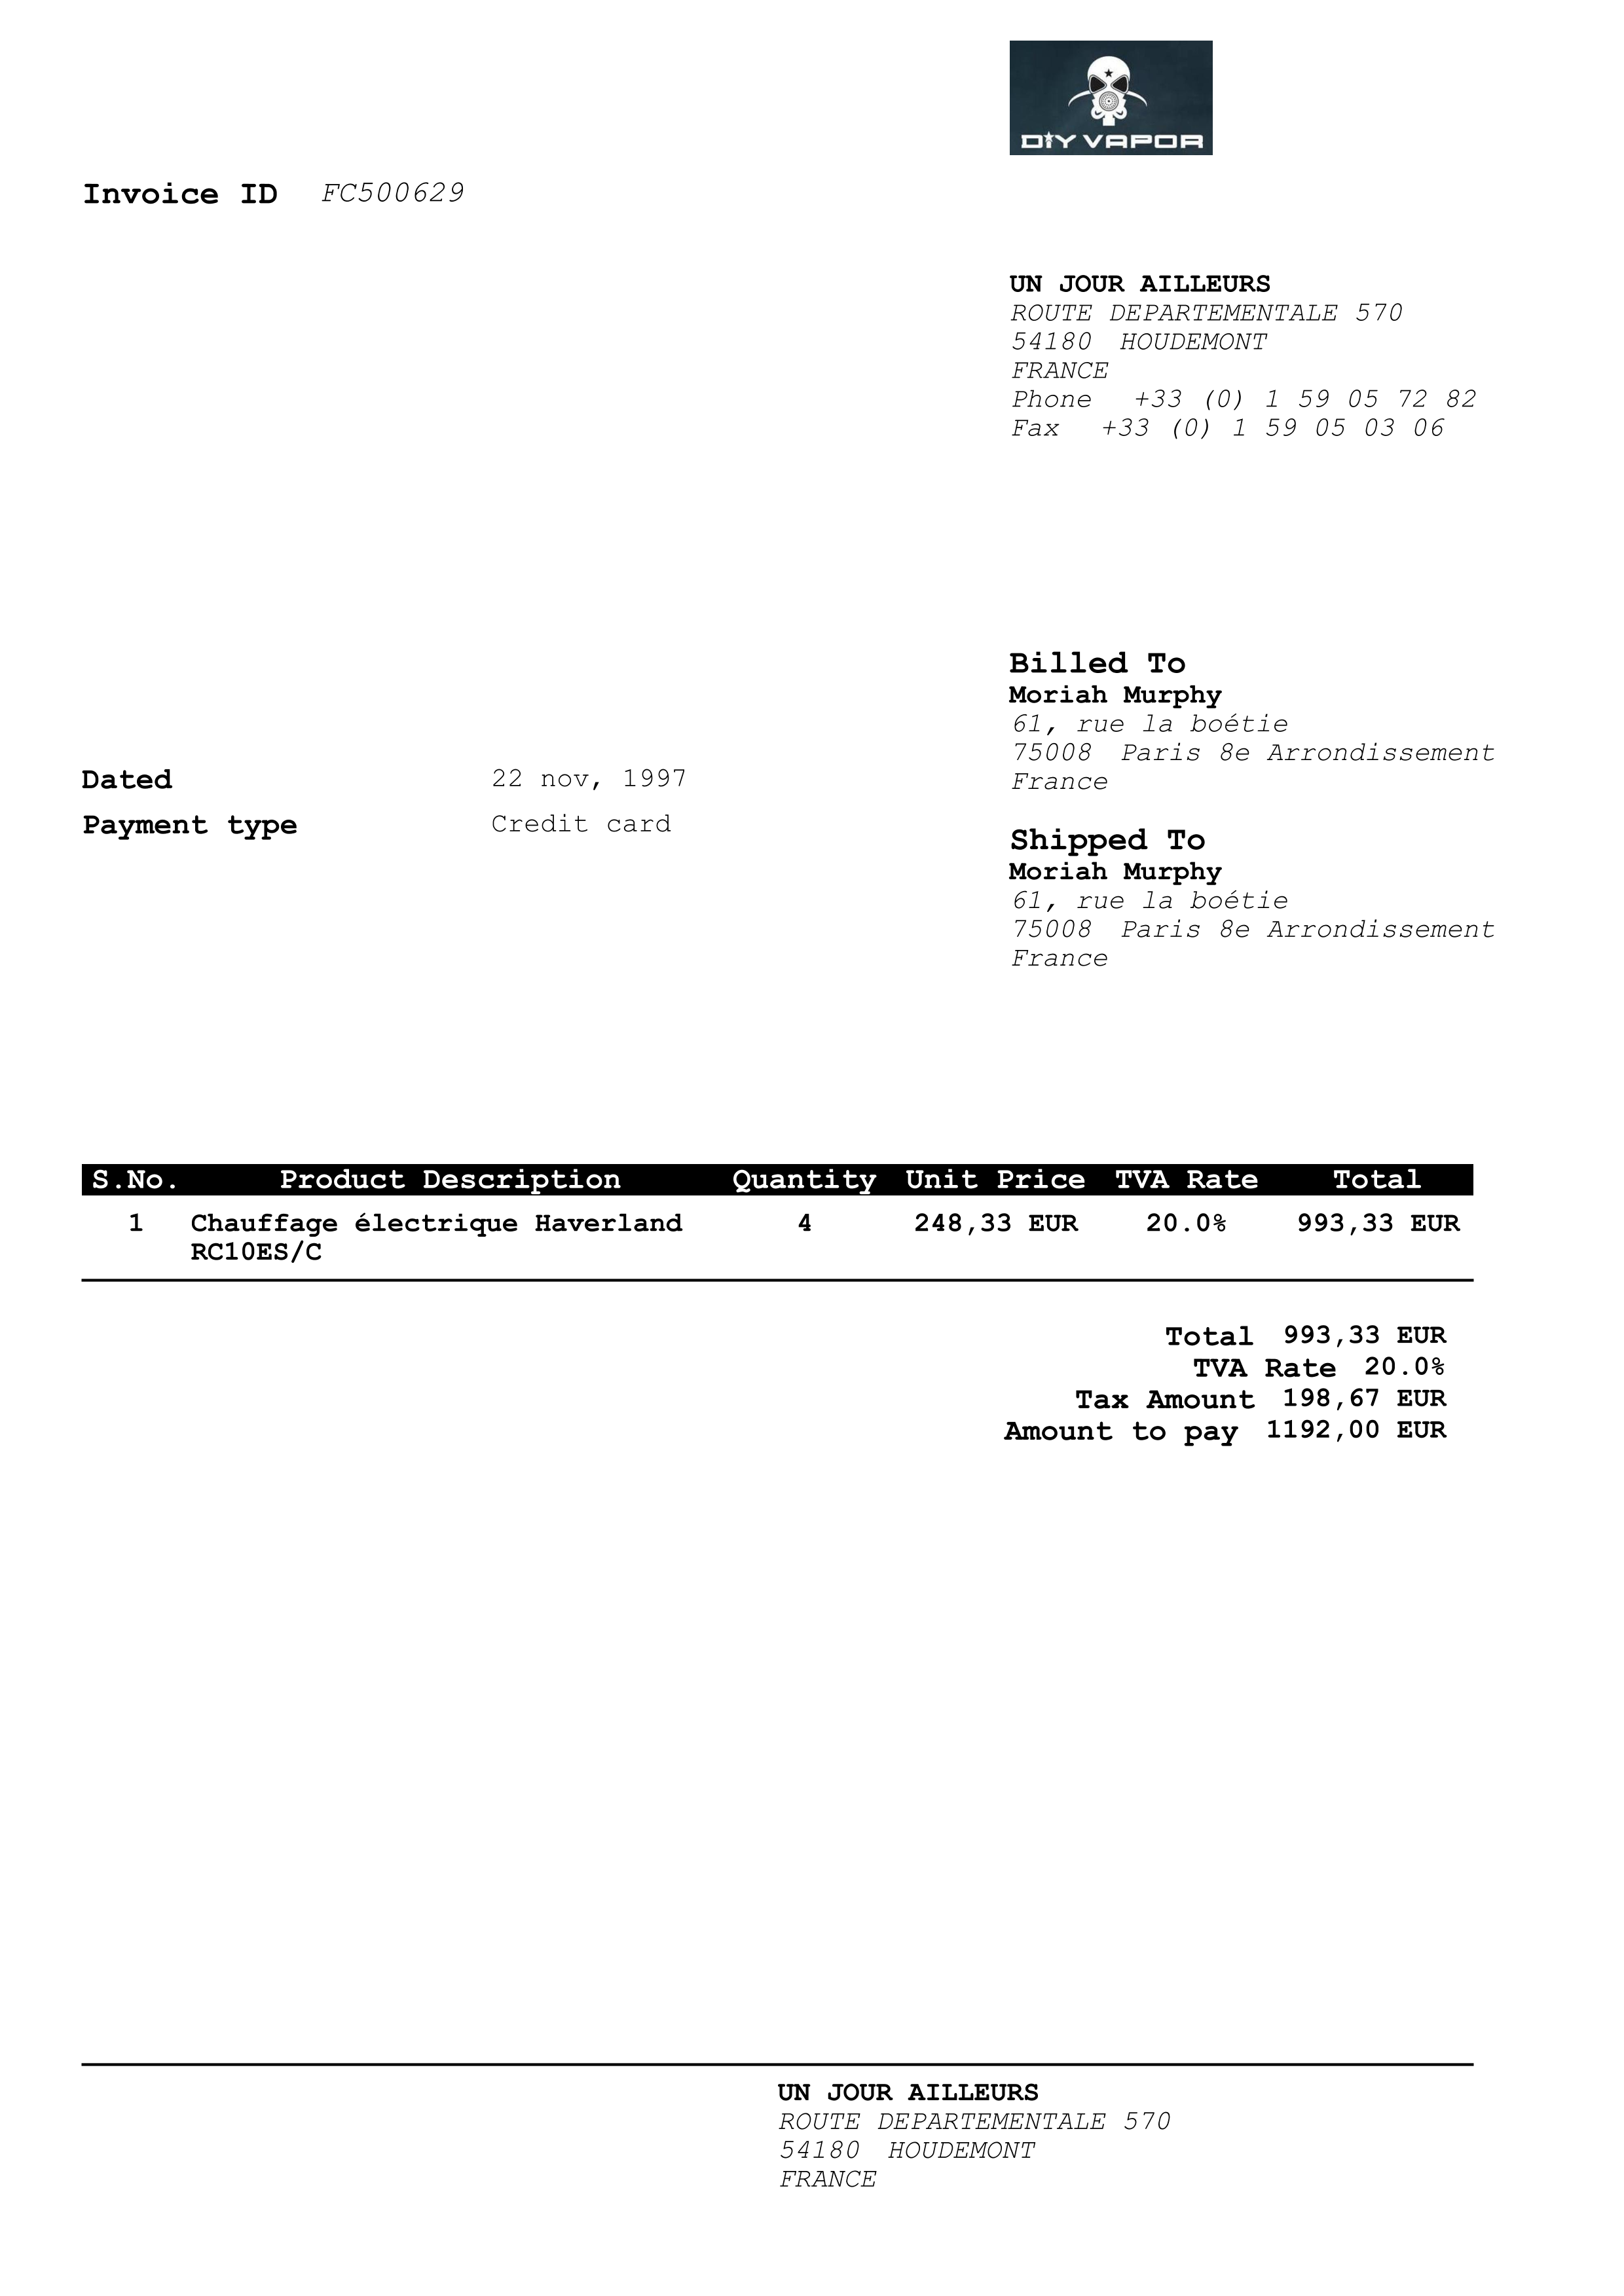 DIY VAPOR
Invoice ID FC500629
UN JOUR AILLEURS
ROUTE DEPARTEMENTALE 570
54180 HOUDEMONT
FRANCE
Phone +33 (0) 1 59 05 72 82
Fax +33 (0) 1 59 05 03 06
Billed To
Moriah Murphy
61, rue la boétie
75008 Paris 8e Arrondissement
France
Dated 22 nov, 1997
Payment type Credit card
Shipped To
Moriah Murphy
61, rue la boétie
75008 Paris 8e Arrondissement
France
S.No. Product Description Quantity Unit Price TVA Rate Total
1 Chauffage électrique Haverland 4 248,33 EUR 20.0% 993,33 EUR
RC10ES/C
Total 993,33 EUR
TVA Rate 20.0%
Tax Amount 198,67 EUR
Amount to pay 1192,00 EUR
UN JOUR AILLEURS
ROUTE DEPARTEMENTALE 570
54180 HOUDEMONT
FRANCE